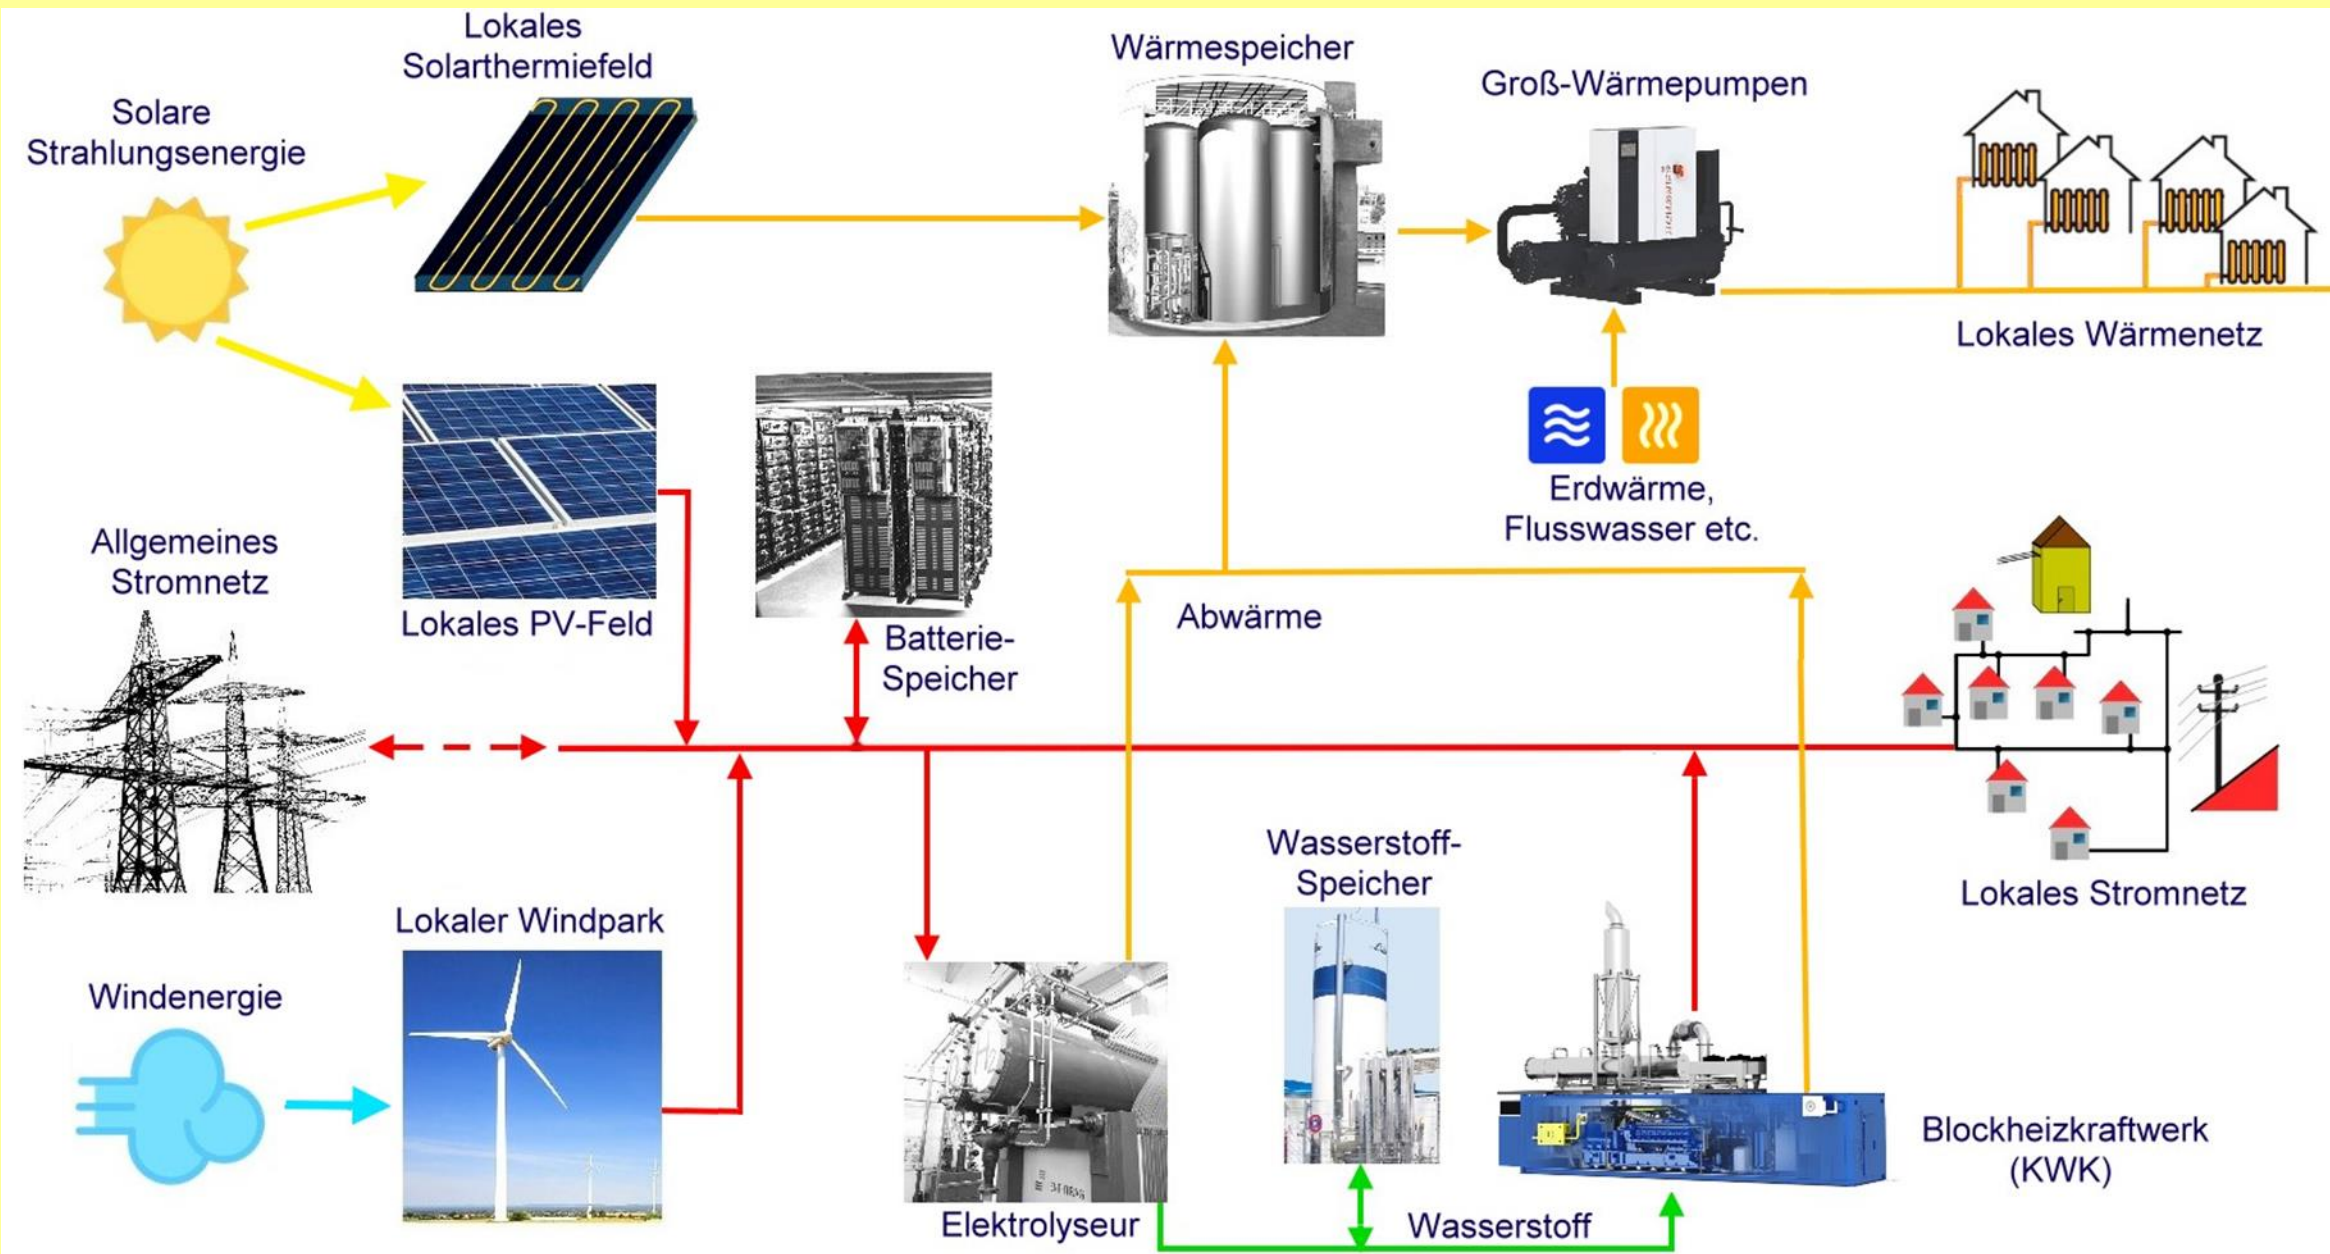 Lokales
Solarthermiefeld
Wärmespeicher
Groß-Wärmepumpen
Solare
Strahlungsenergie
Lokales Wärmenetz
Erdwärme,
Flusswasser etc.
Allgemeines
Stromnetz
Lokales PV-Feld
Batterie-
Speicher
Abwärme
Wasserstoff-
Speicher
Lokales Stromnetz
Lokaler Windpark
Windenergie
Blockheizkraftwerk
(KWK)
Elektrolyseur
Wasserstoff